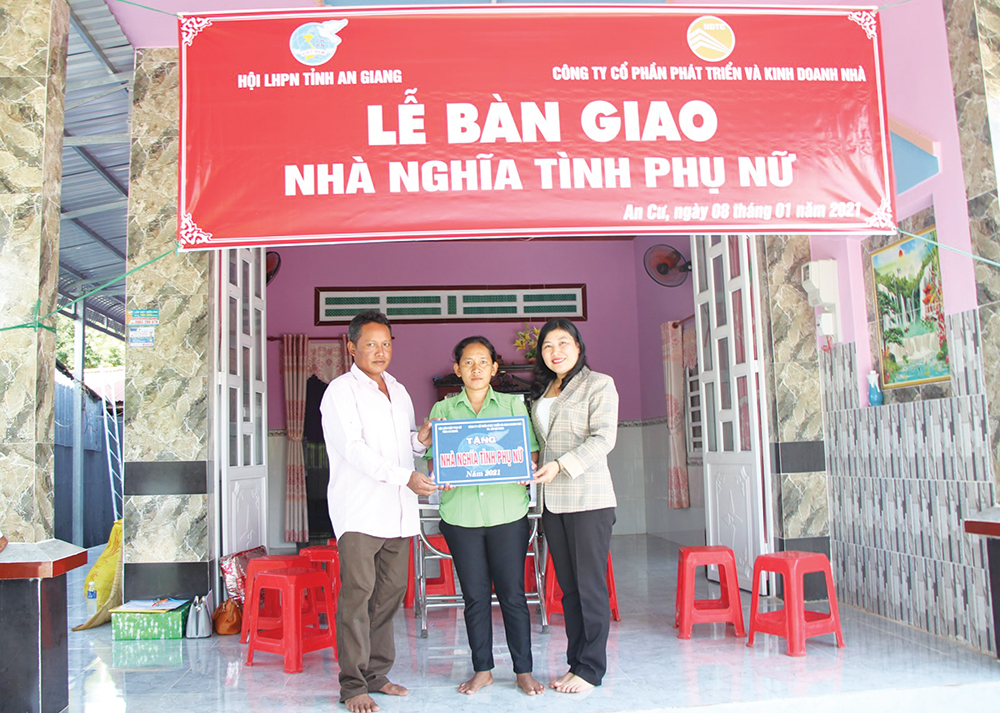 HỘI LHPN TỈNH AN GIANG
HDTC
CÔNG TY CỔ PHẦN PHÁT TRIỂN VÀ KINH DOANH NHÀ
LỄ BÀN GIAO
NHÀ NGHĨA TÌNH PHỤ NỮ
An Cư, ngày 08 tháng 01 năm 2021
TẶNG
NHÀ NGHĨA TÌNH PHỤ NỮ
Năm 2021